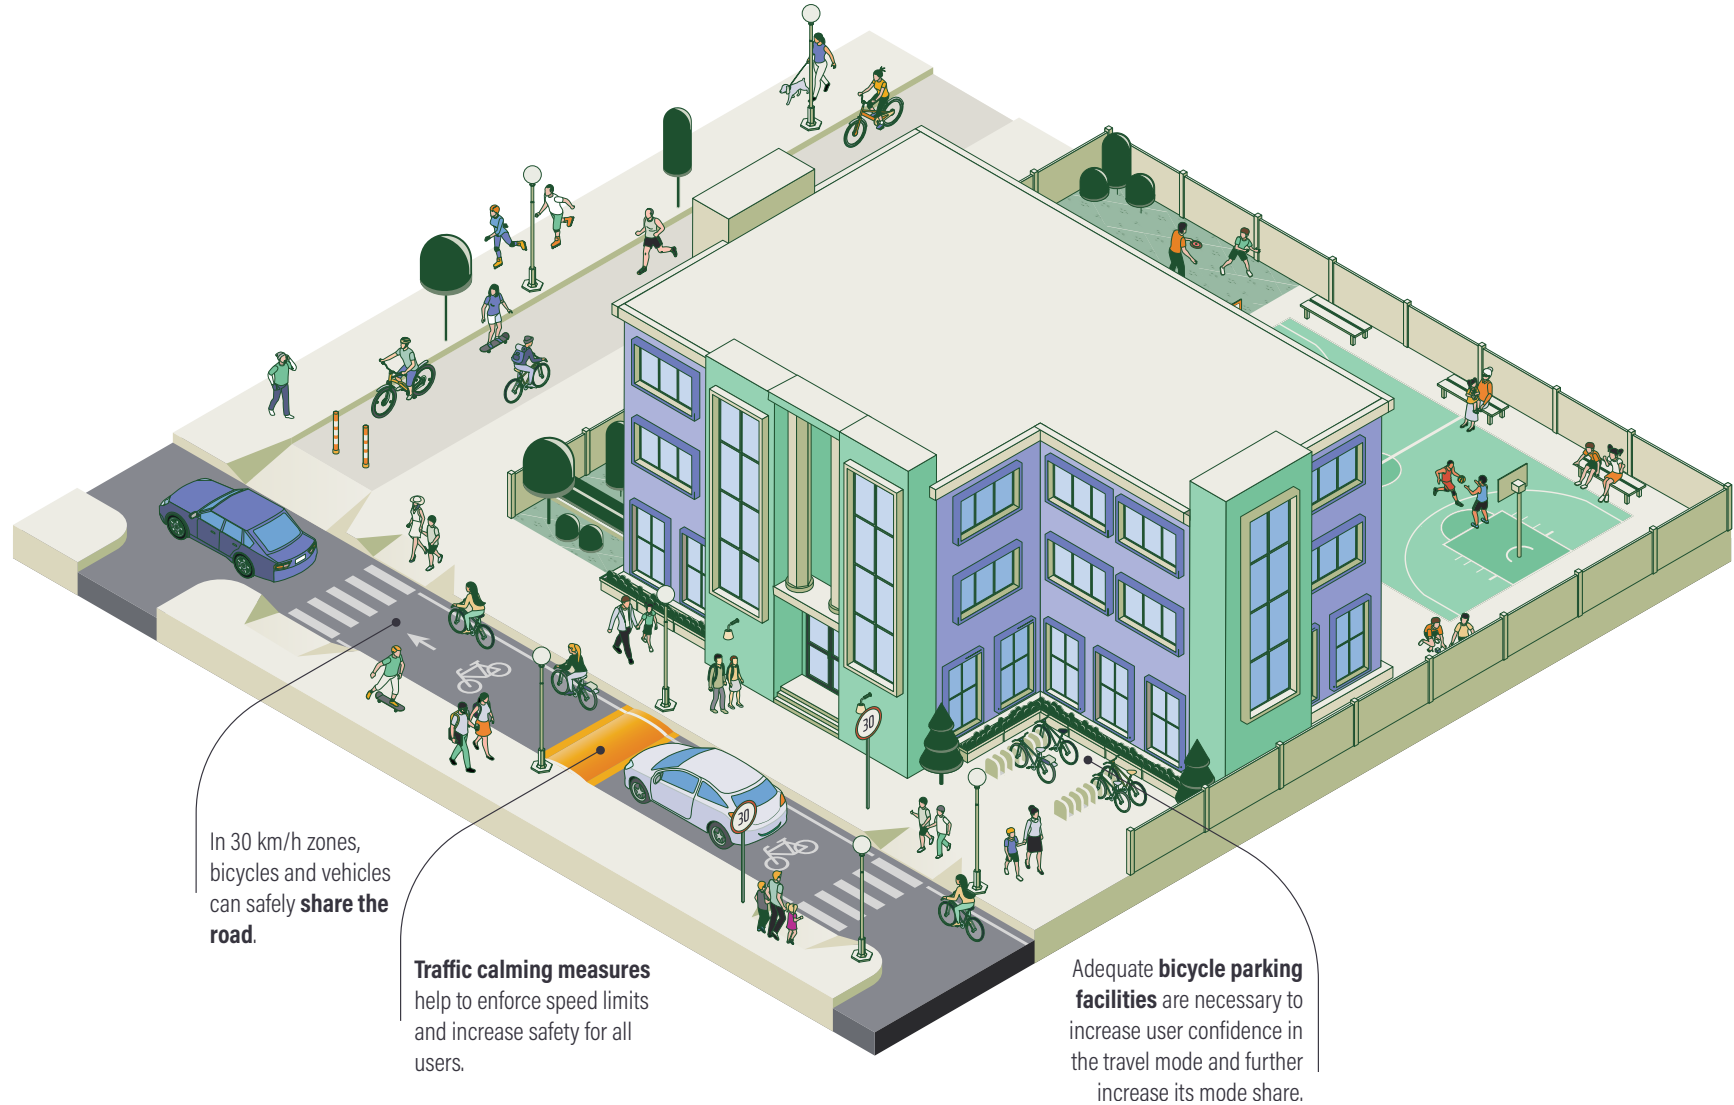 30
30
In 30 km/h zones,
bicycles and vehicles
can safely share the
road.
Traffic calming measures
help to enforce speed limits
and increase safety for all
users.
Adequate bicycle parking
facilities are necessary to
increase user confidence in
the travel mode and further
increase its mode share.